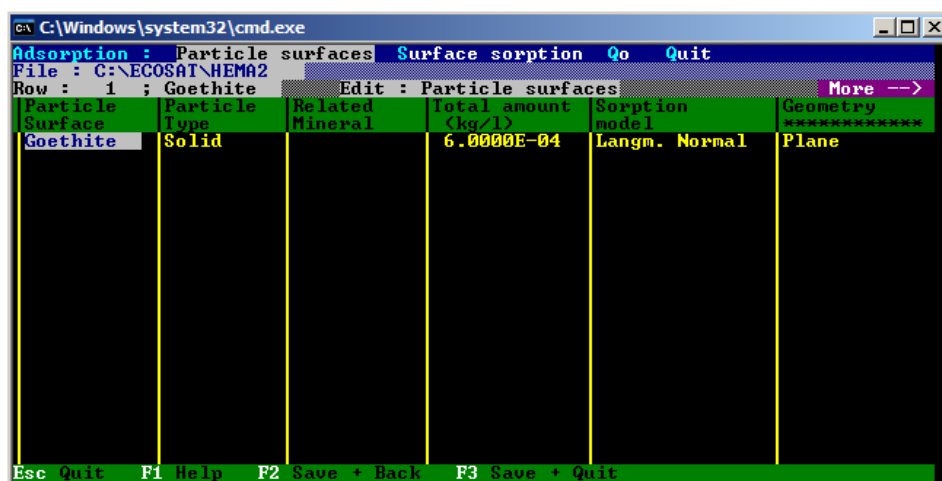 C:\Windows\system32\cmd.exe
Adsorption : Particle surfaces Surface sorption Qo Quit
File : C:\ECOSAT\HEMA2
Row : 1 ; Goethite Edit : Particle surfaces More -->
Particle Particle Related Total amount Sorption Geometry
Surface Type Mineral (kg/l) model ************
Goethite Solid 6.0000E-04 Langm. Normal Plane
Esc Quit F1 Help F2 Save + Back F3 Save + Quit